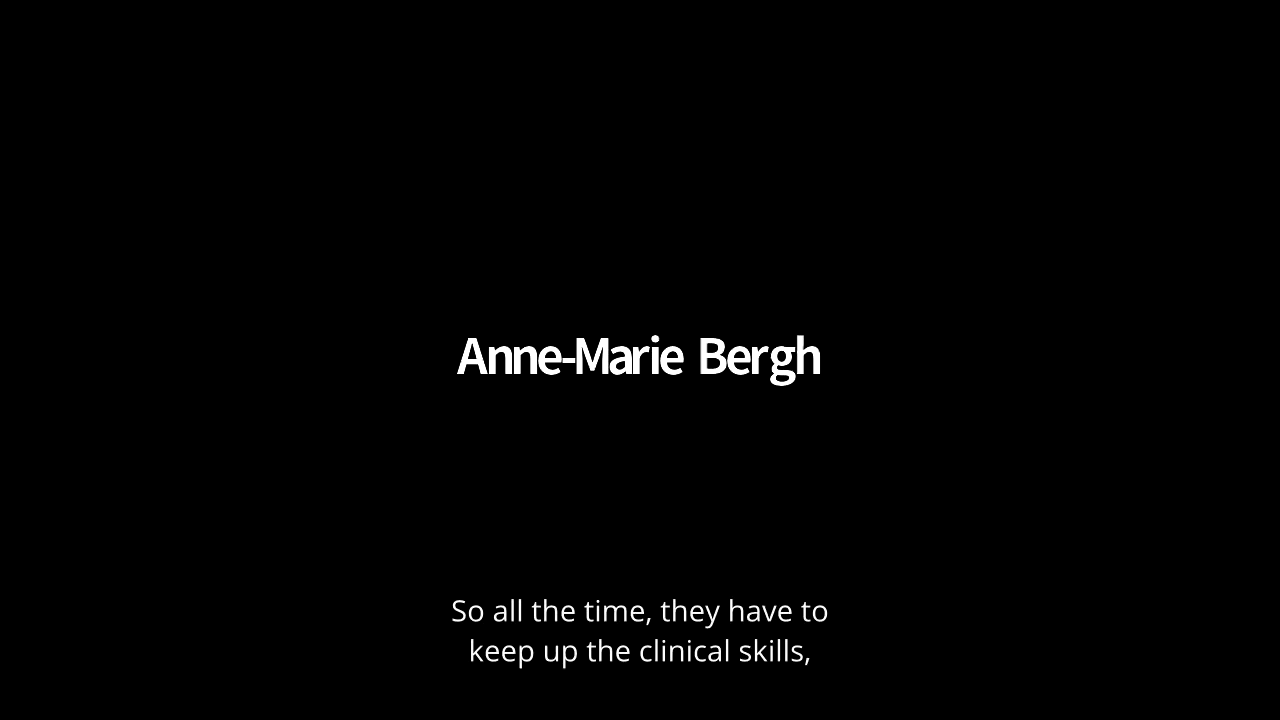 Anne-Marie Bergh
So all the time, they have to
keep up the clinical skills,